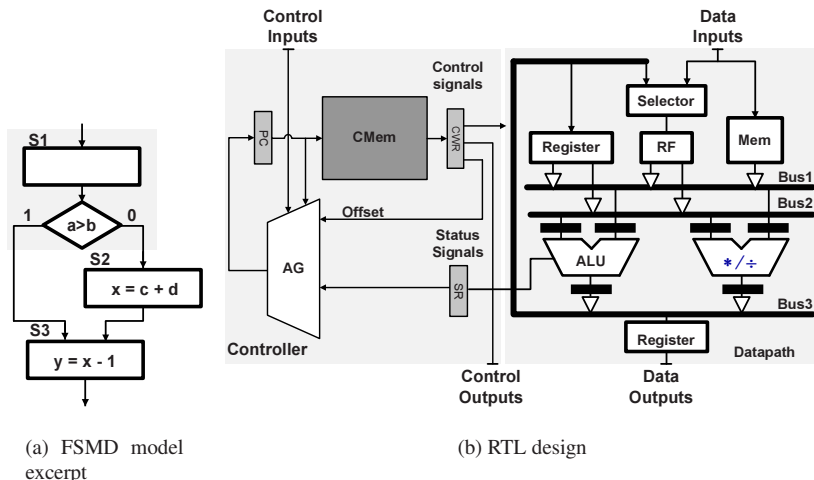 S1
a>b
1
0
S2
x = c + d
S3
y = x - 1
(a) FSMD model
excerpt
Control
Inputs
PC
CMem
CWR
Control
signals
Offset
AG
Status
Signals
SR
Controller
Control
Outputs
Data
Inputs
Selector
Register
RF
Mem
Bus1
Bus2
ALU
*/÷
Bus3
Register
Datapath
Data
Outputs
(b) RTL design